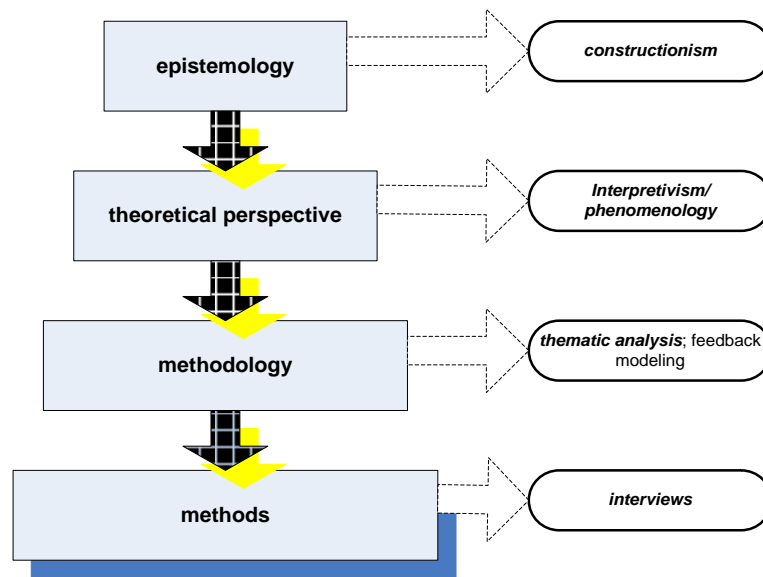 epistemology
constructionism
theoretical perspective
Interpretivism/
phenomenology
methodology
thematic analysis; feedback
modeling
methods
interviews